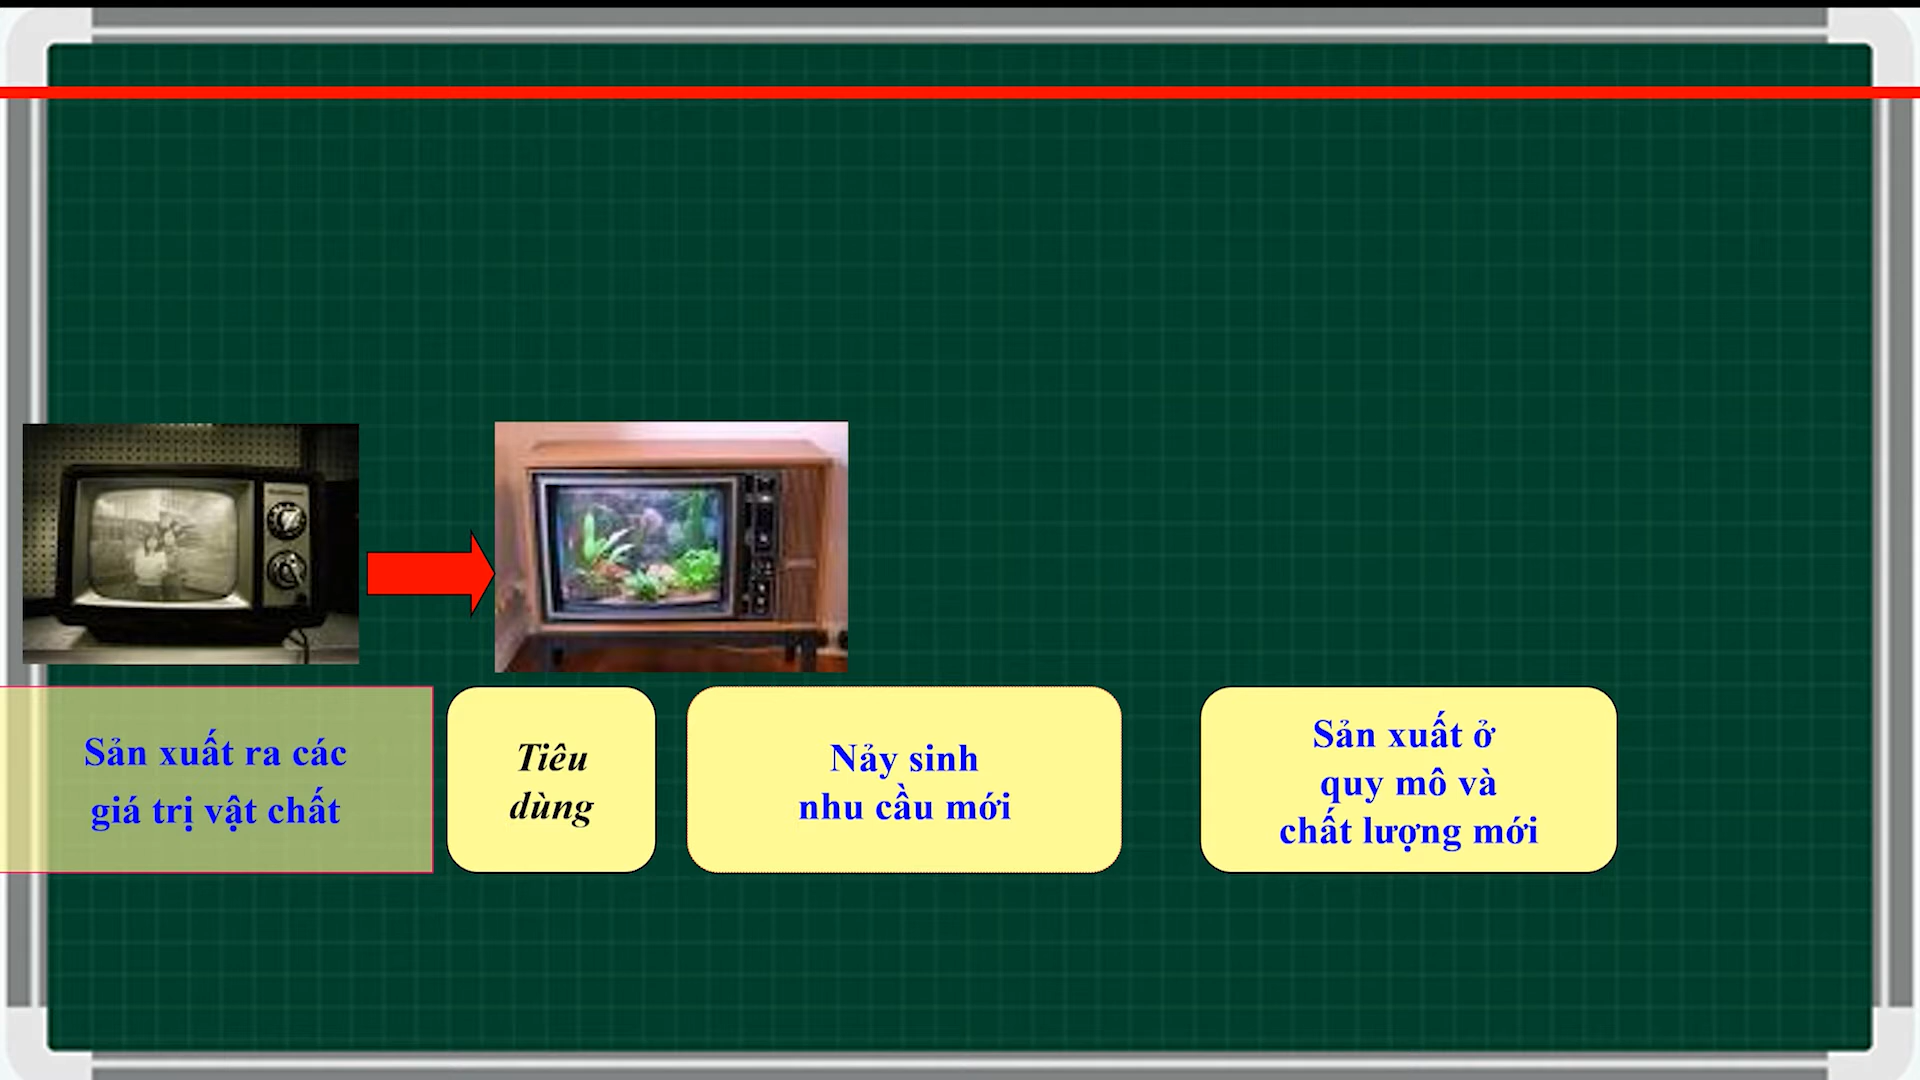 Sản xuất ra các
giá trị vật chất
Tiêu
dùng
Nảy sinh
nhu cầu mới
Sản xuất ở
quy mô và
chất lượng mới